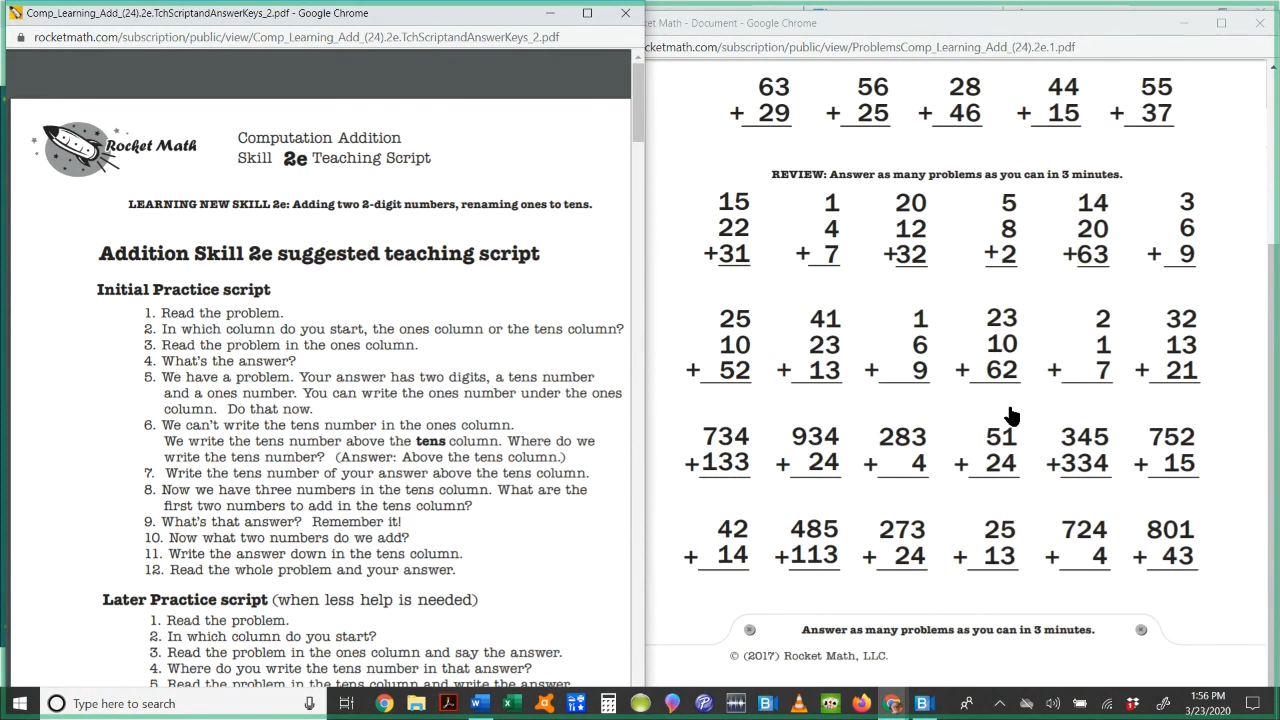 Comp_Learning_Add_(24).2e.TchScriptandAnswerKeys_2.pdf - Google Chrome
rocketmath.com/subscription/public/view/Comp_Learning_Add_(24).2e.TchScriptandAnswerKeys_2.pdf
Rocket Math
Computation Addition
Skill 2e Teaching Script
LEARNING NEW SKILL 2e: Adding two 2-digit numbers, renaming ones to tens.
Addition Skill 2e suggested teaching script
Initial Practice script
1. Read the problem.
2. In which column do you start, the ones column or the tens column?
3. Read the problem in the ones column.
4. What's the answer?
5. We have a problem. Your answer has two digits, a tens number
and a ones number. You can write the ones number under the ones
column. Do that now.
6. We can't write the tens number in the ones column.
We write the tens number above the tens column. Where do we
write the tens number? (Answer: Above the tens column.)
7. Write the tens number of your answer above the tens column.
8. Now we have three numbers in the tens column. What are the
first two numbers to add in the tens column?
9. What's that answer? Remember it!
10. Now what two numbers do we add?
11. Write the answer down in the tens column.
12. Read the whole problem and your answer.
Later Practice script (when less help is needed)
1. Read the problem.
2. In which column do you start?
3. Read the problem in the ones column and say the answer.
4. Where do you write the tens number in that answer?
5. Read the problem in the tens column and write the answer.
ket Math - Document - Google Chrome
ketmath.com/subscription/public/view/ProblemsComp_Learning_Add_(24).2e.1.pdf
63 56 28 44 55
+ 29 + 25 + 46 + 15 + 37
REVIEW: Answer as many problems as you can in 3 minutes.
15 1 20 5 14 3
22 4 12 8 20 6
+31 + 7 +32 +2 +63 + 9
25 41 1 23 2 32
10 23 6 10 1 13
+ 52 + 13 + 9 + 62 + 7 + 21
734 934 283 51 345 752
+133 + 24 + 4 + 24 +334 + 15
42 485 273 25 724 801
+ 14 +113 + 24 + 13 + 4 + 43
Answer as many problems as you can in 3 minutes.
© (2017) Rocket Math, LLC.
Type here to search
1:56 PM
3/23/2020